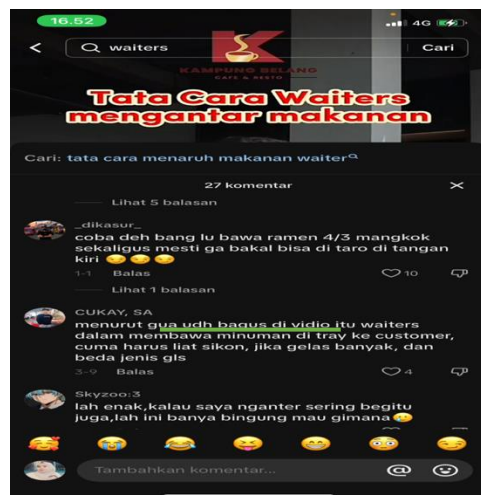 16.52
4G
waiters
Cari
KAMPUNG BELANG
CAFE & RESTO
Tata Cara Waiters
mengantar makanan
Cari: tata cara menaruh makanan waiter
27 komentar
Lihat 5 balasan
_dikasur_
coba deh bang lu bawa ramen 4/3 mangkok
sekaligus mesti ga bakal bisa di taro di tangan
kiri 😏😏😏
1-1 Balas
10
Lihat 1 balasan
CUKAY, SA
menurut gua udh bagus di vidio itu waiters
dalam membawa minuman di tray ke customer,
cuma harus liat sikon, jika gelas banyak, dan
beda jenis gls
3-9 Balas
4
Skyzoo:3
lah enak,kalau saya nganter sering begitu
juga,lah ini banya bingung mau gimana
Tambahkan komentar...
@